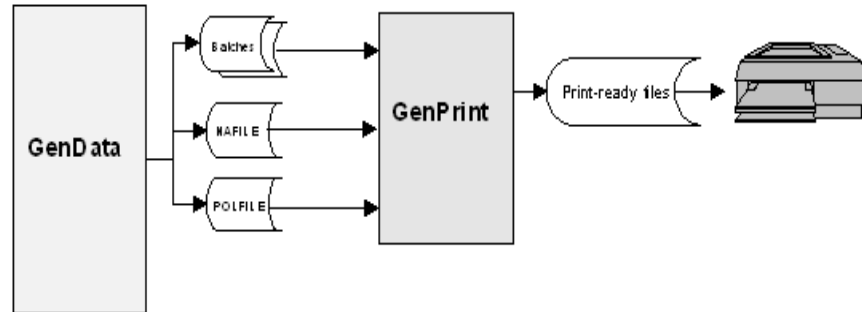 GenData
Batches
NAFILE
POLFILE
GenPrint
Print-ready files